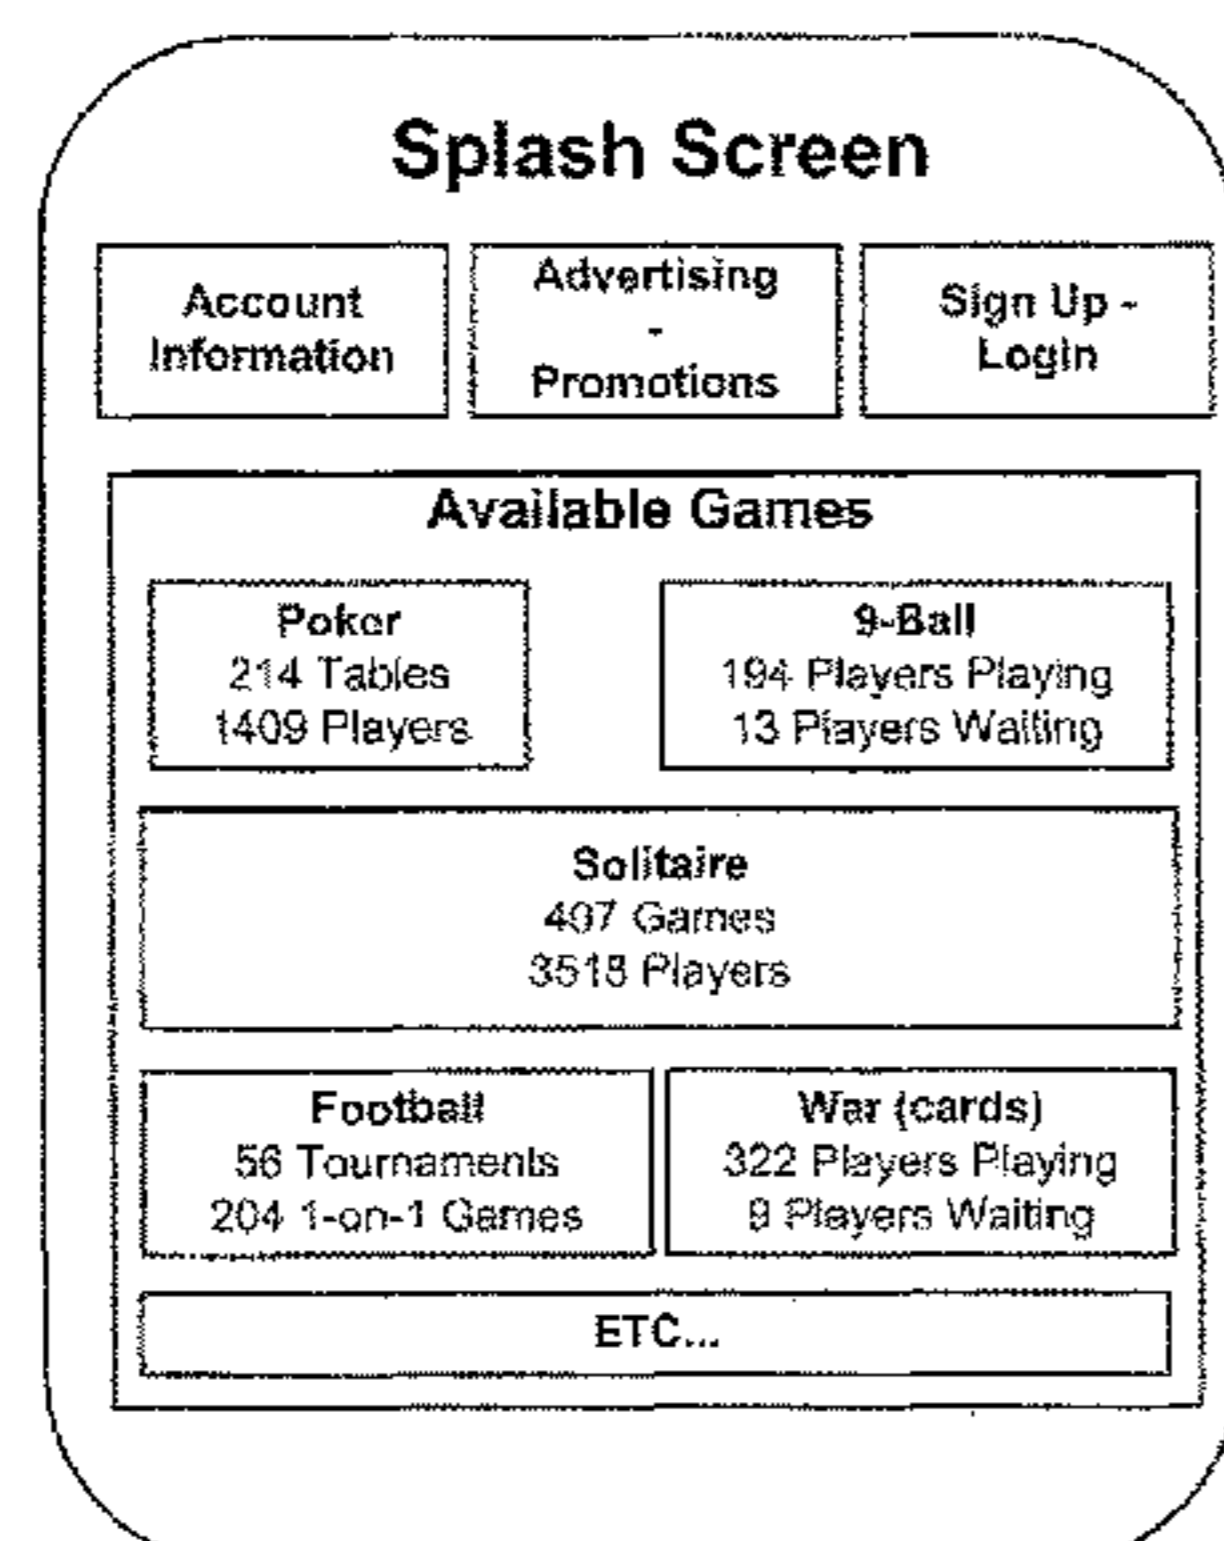 Splash Screen
Account
Information
Advertising
-
Promotions
Sign Up -
Login
Available Games
Poker
214 Tables
1409 Players
9-Ball
194 Players Playing
13 Players Waiting
Solitaire
407 Games
3518 Players
Football
56 Tournaments
204 1-on-1 Games
War (cards)
322 Players Playing
9 Players Waiting
ETC...